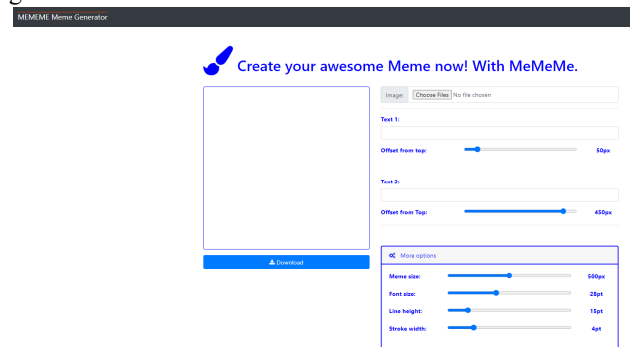 MEMEME Meme Generator
Create your awesome Meme now! With MeMeMe.
Image: Choose Files No file chosen
Text 1:
Offset from top: 50px
Text 2:
Offset from Top: 450px
Download
More options
Meme size: 500px
Font size: 28pt
Line height: 15pt
Stroke width: 4pt